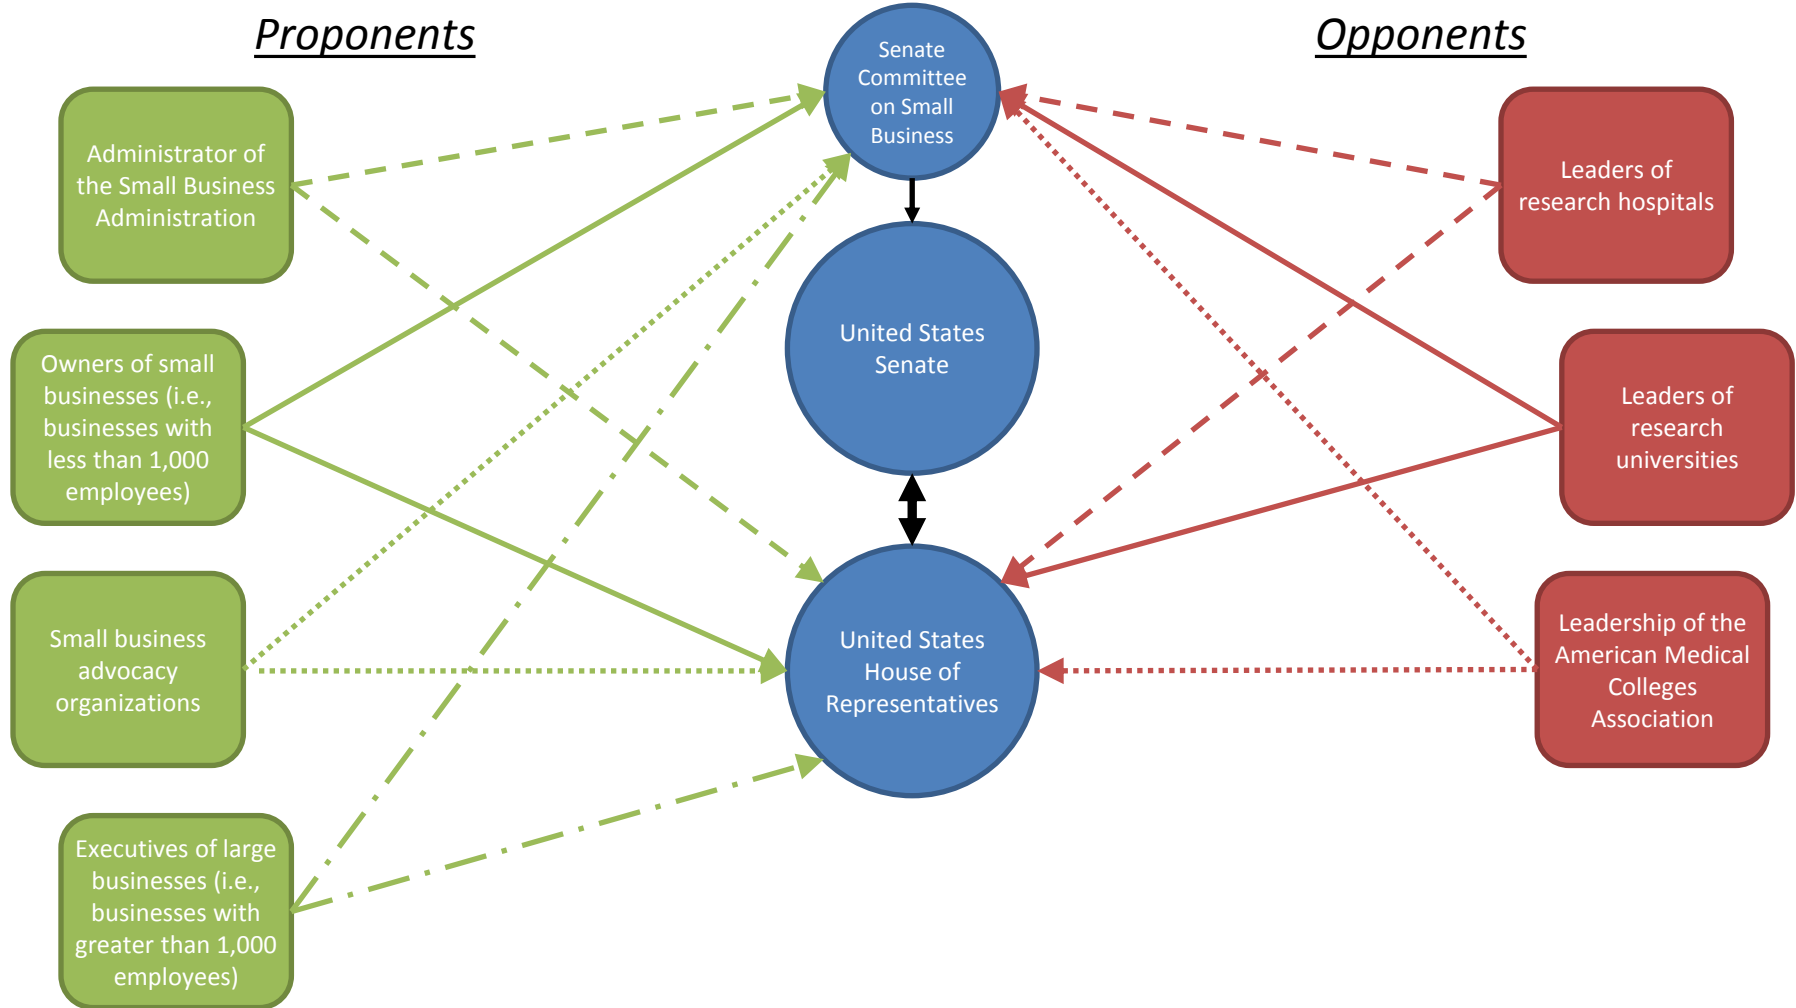 Proponents
Administrator of
the Small Business
Administration
Owners of small
businesses (i.e.,
businesses with
less than 1,000
employees)
Small business
advocacy
organizations
Executives of large
businesses (i.e.,
businesses with
greater than 1,000
employees)
Senate
Committee
on Small
Business
United States
Senate
United States
House of
Representatives
Opponents
Leaders of
research hospitals
Leaders of
research
universities
Leadership of the
American Medical
Colleges
Association